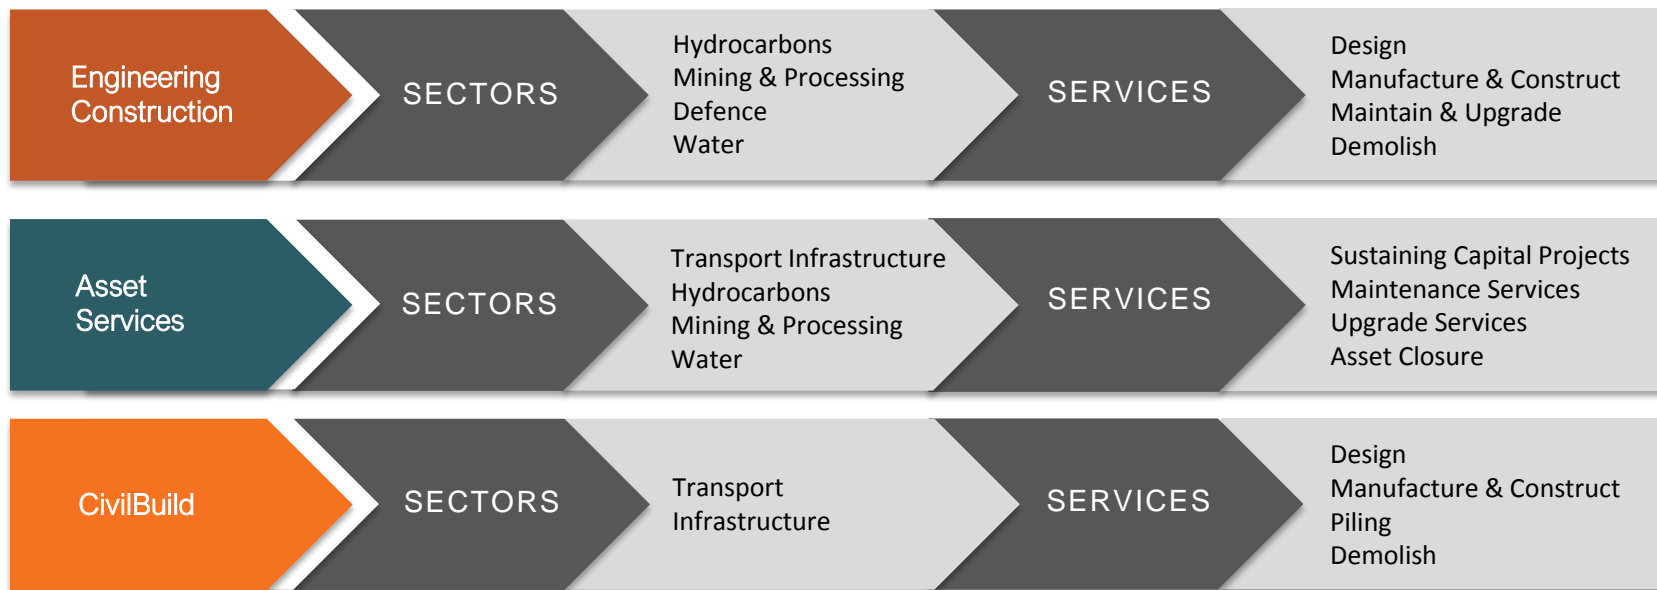 Engineering
Construction
SECTORS
Hydrocarbons
Mining & Processing
Defence
Water
SERVICES
Design
Manufacture & Construct
Maintain & Upgrade
Demolish
Asset
Services
SECTORS
Transport Infrastructure
Hydrocarbons
Mining & Processing
Water
SERVICES
Sustaining Capital Projects
Maintenance Services
Upgrade Services
Asset Closure
CivilBuild
SECTORS
Transport
Infrastructure
SERVICES
Design
Manufacture & Construct
Piling
Demolish